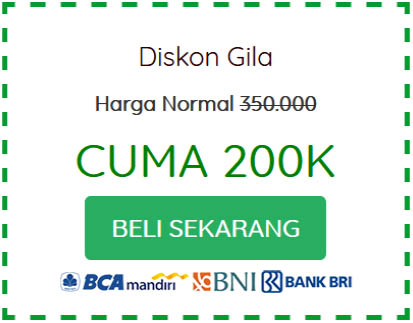 Diskon Gila
Harga Normal 350.000
CUMA 200K
BELI SEKARANG
BCA mandiri BNI BANK BRI